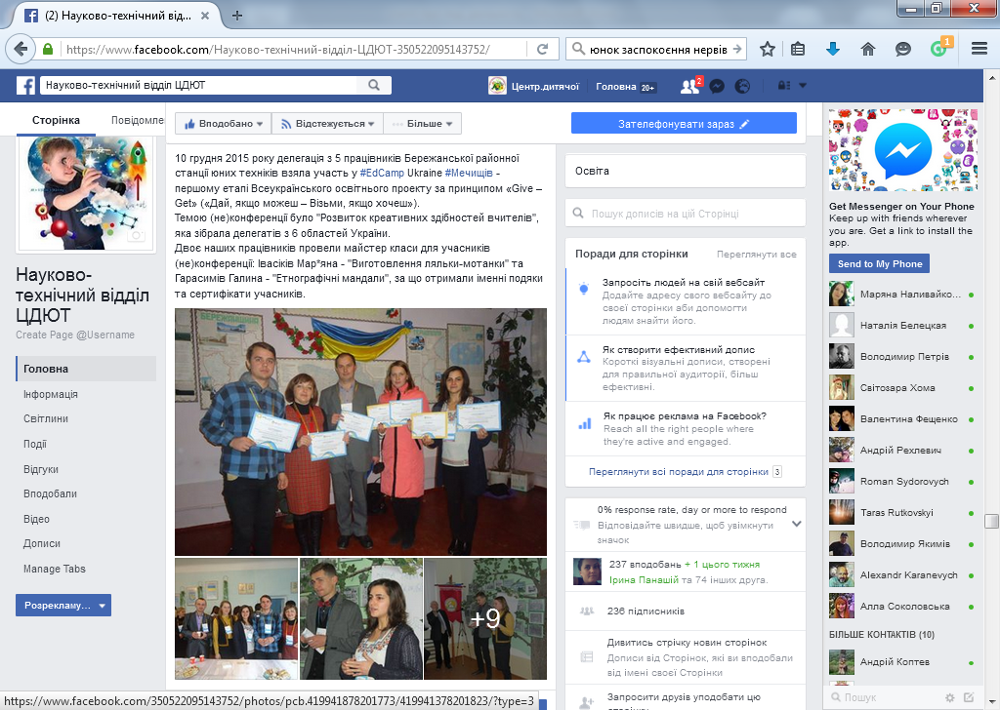 (2) Науково-технічний від...
https://www.facebook.com/Науково-технічний-відділ-ЦДЮТ-350522095143752/
юнок заспокоєння нервів
1
Науково-технічний відділ ЦДЮТ
Центр.дитячої
Головна 20+
2
Сторінка
Повідомле
Вподобано
Відстежується
Більше
Зателефонувати зараз
Науково-технічний відділ ЦДЮТ
Create Page @Username
Головна
Інформація
Світлини
Події
Відгуки
Вподобали
Відео
Дописи
Manage Tabs
Розрекламу...
10 грудня 2015 року делегація з 5 працівників Бережанської районної
станції юних техніків взяла участь у #EdCamp Ukraine #Мечищів -
першому етапі Всеукраїнського освітнього проекту за принципом «Give –
Get» («Дай, якщо можеш – Візьми, якщо хочеш»).
Темою (не)конференції було "Розвиток креативних здібностей вчителів",
яка зібрала делегатів з 6 областей України.
Двоє наших працівників провели майстер класи для учасників
(не)конференції: Івасіків Мар*яна - "Виготовлення ляльки-мотанки" та
Гарасимів Галина - "Етнографічні мандали", за що отримали іменні подяки
та сертифікати учасників.
+9
Освіта
Пошук дописів на цій Сторінці
Поради для сторінки
Переглянути все
Запросіть людей на свій вебсайт
Додайте адресу свого вебсайту до
своєї сторінки аби допомогти
людям знайти його.
Як створити ефективний допис
Короткі візуальні дописи, створені
для правильної аудиторії, більш
ефективні.
Як працює реклама на Facebook?
Reach all the right people where
they're active and engaged.
Переглянути всі поради для сторінки 3
0% response rate, day or more to respond
Відповідайте швидше, щоб увімкнути
значок
237 вподобань + 1 цього тижня
Ірина Панашій та 74 інших друга.
236 підписників
Дивитись стрічку новин сторінок
Дописи від Сторінок, які ви вподобали
від імені своєї Сторінки
Запросити друзів уподобати цю
Get Messenger on Your Phone
Keep up with friends wherever
you are. Get a link to install the
app.
Send to My Phone
Маряна Наливайко...
Наталія Белецкая
Володимир Петрів
Світозара Хома
Валентина Фещенко
Андрій Рехлевич
Roman Sydorovych
Taras Rutkovskyi
Володимир Якимів
Alexandr Karanevych
Алла Соколовська
БІЛЬШЕ КОНТАКТІВ (10)
Андрій Коптев
Пошук
https://www.facebook.com/350522095143752/photos/pcb.419941878201773/419941378201823/?type=3